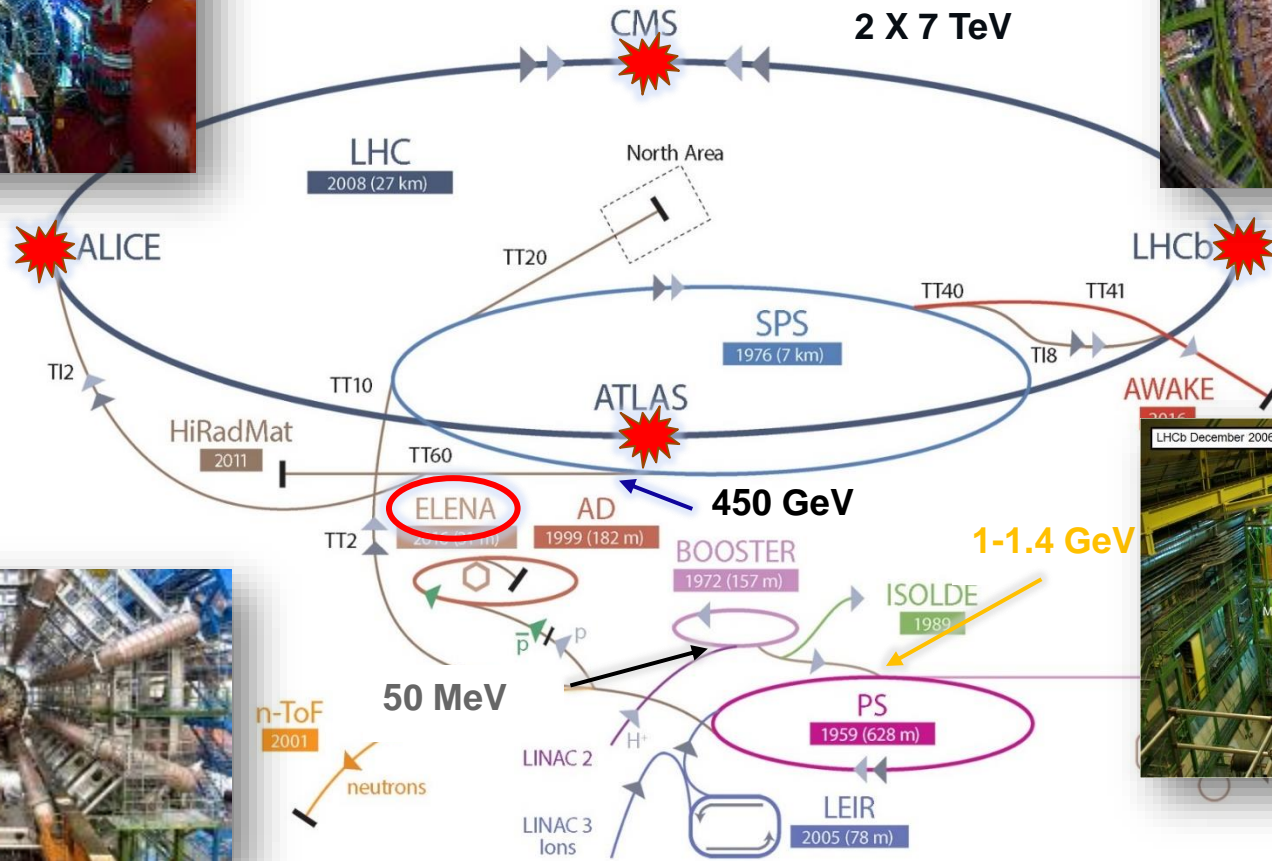 CMS
2 X 7 TeV
LHC
2008 (27 km)
North Area
ALICE
LHCb
TT20
TT40
TT41
SPS
1976 (7 km)
TI8
TI2
TT10
ATLAS
AWAKE
2016
HiRadMat
2011
TT60
LHCb December 2006
ELENA
2016 (31 m)
AD
1999 (182 m)
450 GeV
TT2
BOOSTER
1972 (157 m)
1-1.4 GeV
ISOLDE
1989
p
p
50 MeV
n-ToF
2001
PS
1959 (628 m)
H+
LINAC 2
neutrons
LEIR
2005 (78 m)
LINAC 3
Ions